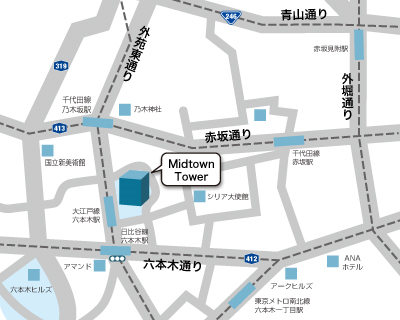 青山通り
246
外苑東通り
赤坂見附駅
319
外堀通り
千代田線
乃木坂駅
乃木神社
413
赤坂通り
国立新美術館
千代田線
赤坂駅
Midtown
Tower
シリア大使館
大江戸線
六本木駅
日比谷線
六本木駅
アマンド
六本木通り
412
ANA
ホテル
アークヒルズ
六本木ヒルズ
東京メトロ南北線
六本木一丁目駅